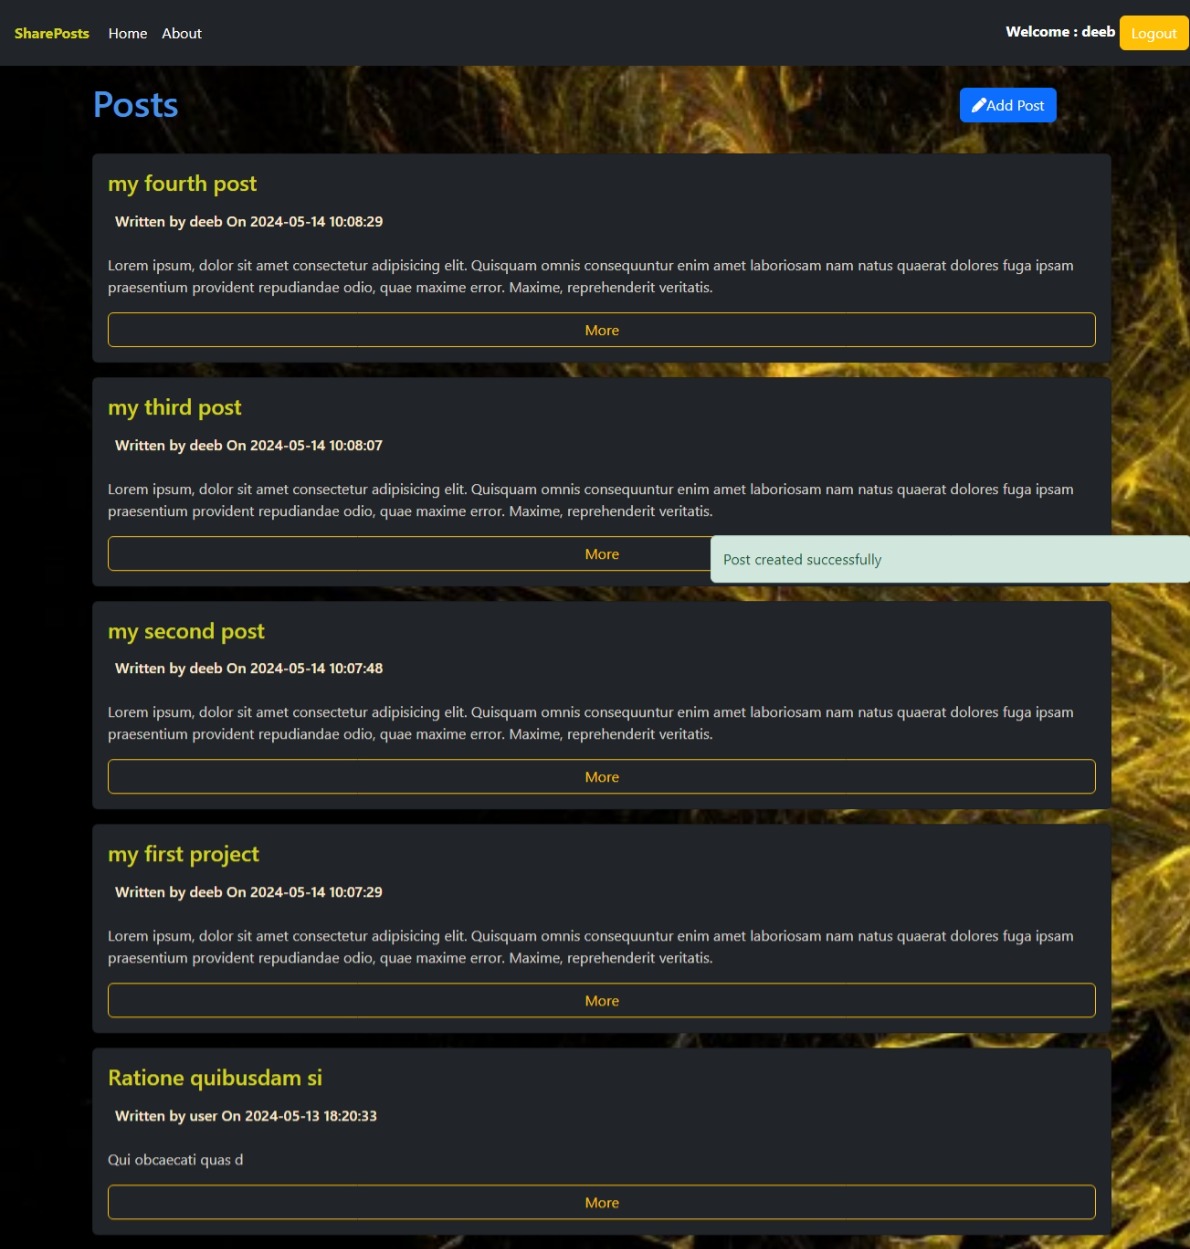 SharePosts Home About Welcome : deeb Logout
Posts Add Post
my fourth post
Written by deeb On 2024-05-14 10:08:29
Lorem ipsum, dolor sit amet consectetur adipisicing elit. Quisquam omnis consequuntur enim amet laboriosam nam natus quaerat dolores fuga ipsam
praesentium provident repudiandae odio, quae maxime error. Maxime, reprehenderit veritatis.
More
my third post
Written by deeb On 2024-05-14 10:08:07
Lorem ipsum, dolor sit amet consectetur adipisicing elit. Quisquam omnis consequuntur enim amet laboriosam nam natus quaerat dolores fuga ipsam
praesentium provident repudiandae odio, quae maxime error. Maxime, reprehenderit veritatis.
More
Post created successfully
my second post
Written by deeb On 2024-05-14 10:07:48
Lorem ipsum, dolor sit amet consectetur adipisicing elit. Quisquam omnis consequuntur enim amet laboriosam nam natus quaerat dolores fuga ipsam
praesentium provident repudiandae odio, quae maxime error. Maxime, reprehenderit veritatis.
More
my first project
Written by deeb On 2024-05-14 10:07:29
Lorem ipsum, dolor sit amet consectetur adipisicing elit. Quisquam omnis consequuntur enim amet laboriosam nam natus quaerat dolores fuga ipsam
praesentium provident repudiandae odio, quae maxime error. Maxime, reprehenderit veritatis.
More
Ratione quibusdam si
Written by user On 2024-05-13 18:20:33
Qui obcaecati quas d
More